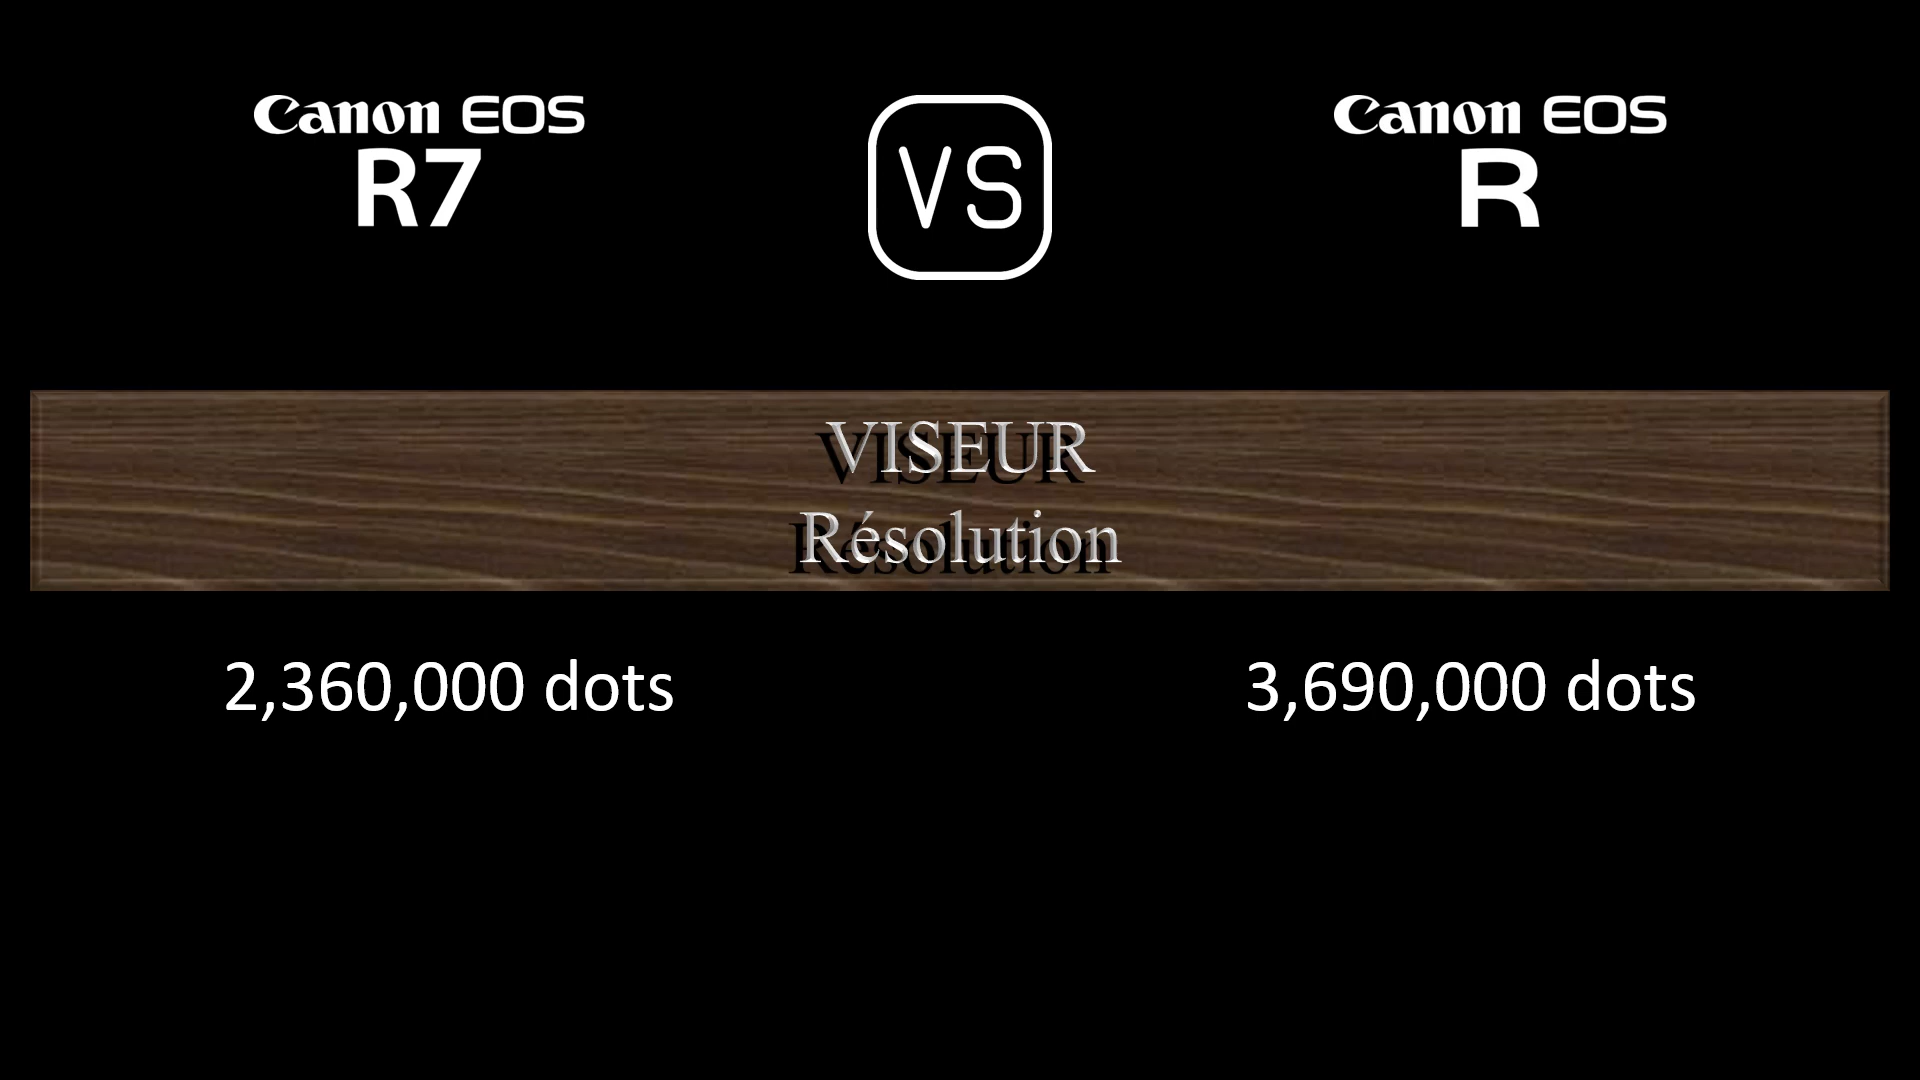 Canon EOS
R7
VS
Canon EOS
R
VISEUR
Résolution
2,360,000 dots
3,690,000 dots